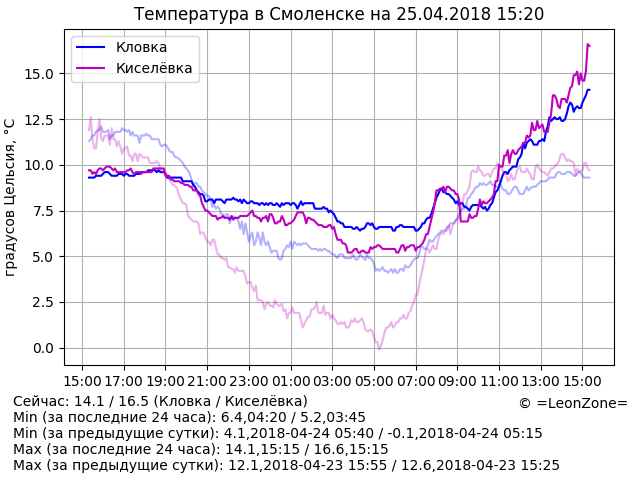 Температура в Смоленске на 25.04.2018 15:20
Кловка
Киселёвка
градусов Цельсия, °C
15.0
12.5
10.0
7.5
5.0
2.5
0.0
15:00 17:00 19:00 21:00 23:00 01:00 03:00 05:00 07:00 09:00 11:00 13:00 15:00
Сейчас: 14.1 / 16.5 (Кловка / Киселёвка)
© =LeonZone=
Min (за последние 24 часа): 6.4,04:20 / 5.2,03:45
Min (за предыдущие сутки): 4.1,2018-04-24 05:40 / -0.1,2018-04-24 05:15
Max (за последние 24 часа): 14.1,15:15 / 16.6,15:15
Max (за предыдущие сутки): 12.1,2018-04-23 15:55 / 12.6,2018-04-23 15:25